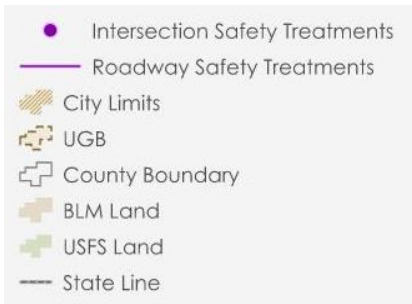 Intersection Safety Treatments
Roadway Safety Treatments
City Limits
UGB
County Boundary
BLM Land
USFS Land
State Line